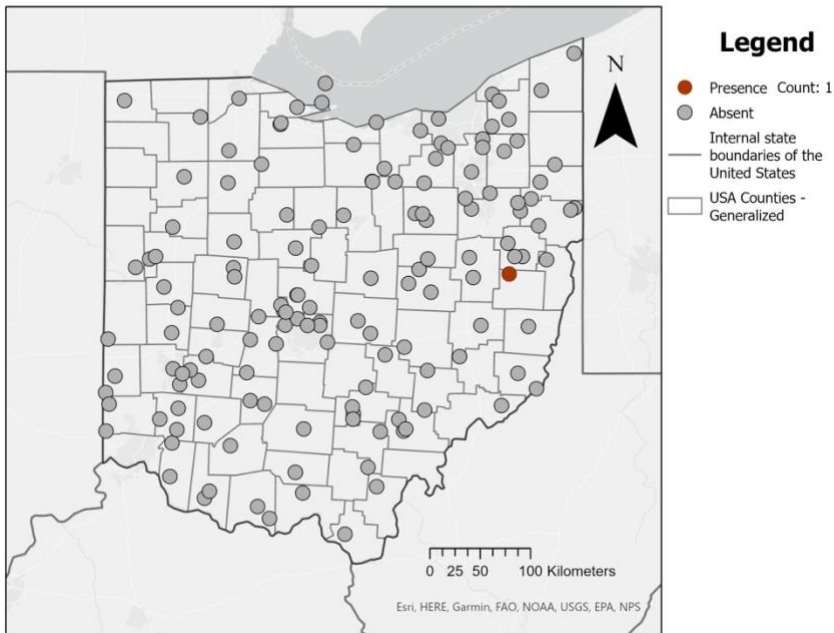 Legend
N
Presence Count: 1
Absent
Internal state
boundaries of the
United States
USA Counties -
Generalized
0 25 50 100 Kilometers
Esri, HERE, Garmin, FAO, NOAA, USGS, EPA, NPS